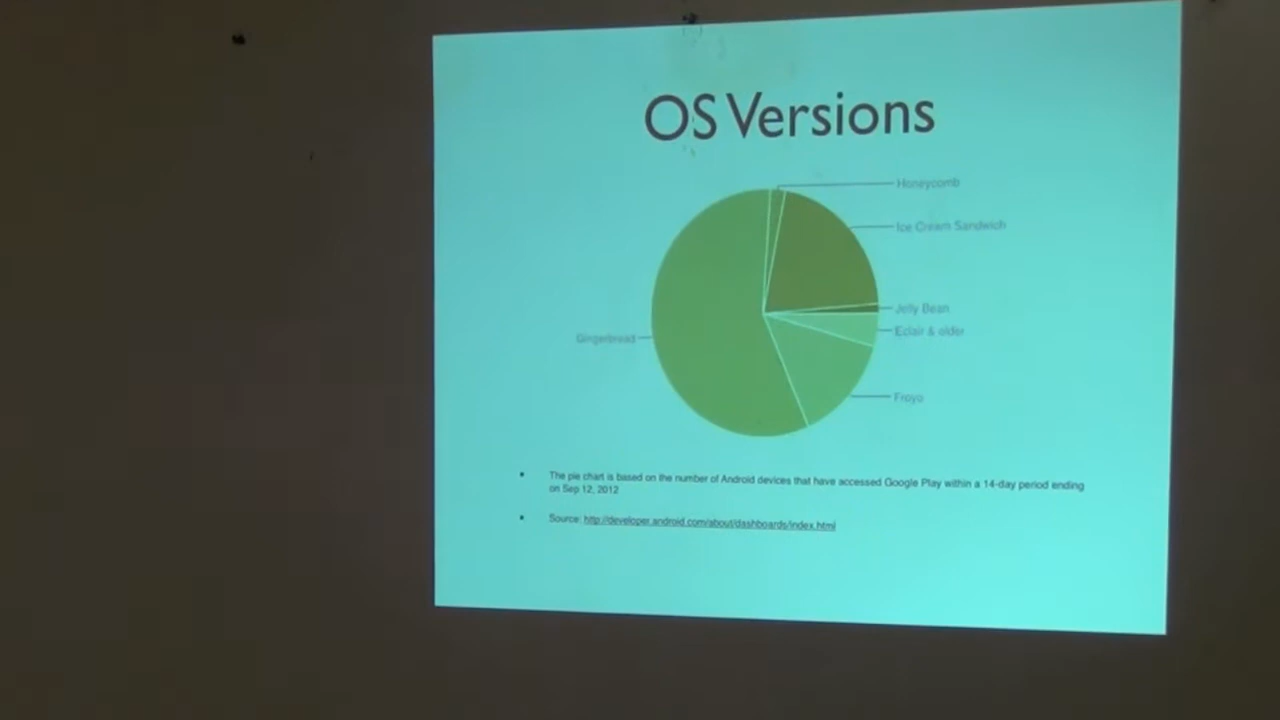 OS Versions
Honeycomb
Ice Cream Sandwich
Jelly Bean
Eclair & older
Gingerbread
Froyo
• The pie chart is based on the number of Android devices that have accessed Google Play within a 14-day period ending
on Sep 12, 2012
• Source: http://developer.android.com/about/dashboards/index.html